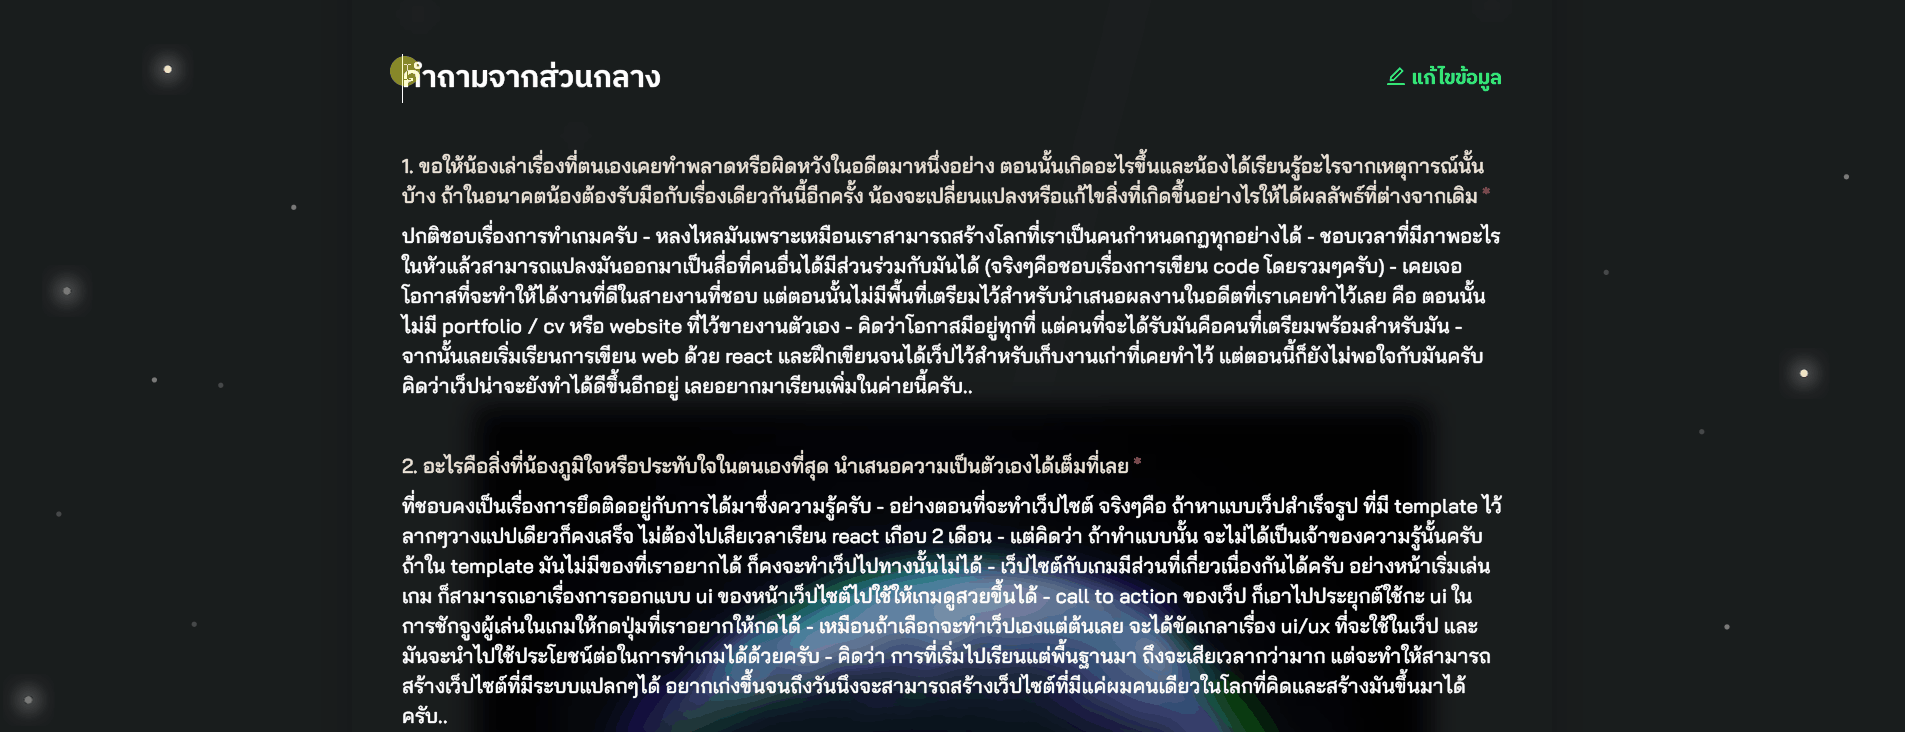 คำถามจากส่วนกลาง
แก้ไขข้อมูล
1. ขอให้น้องเล่าเรื่องที่ตนเองเคยทำพลาดหรือผิดหวังในอดีตมาหนึ่งอย่าง ตอนนั้นเกิดอะไรขึ้นและน้องได้เรียนรู้อะไรจากเหตุการณ์นั้น
บ้าง ถ้าในอนาคตน้องต้องรับมือกับเรื่องเดียวกันนี้อีกครั้ง น้องจะเปลี่ยนแปลงหรือแก้ไขสิ่งที่เกิดขึ้นอย่างไรให้ได้ผลลัพธ์ที่ต่างจากเดิม *
ปกติชอบเรื่องการทำเกมครับ - หลงไหลมันเพราะเหมือนเราสามารถสร้างโลกที่เราเป็นคนกำหนดกฏทุกอย่างได้ - ชอบเวลาที่มีภาพอะไร
ในหัวแล้วสามารถแปลงมันออกมาเป็นสื่อที่คนอื่นได้มีส่วนร่วมกับมันได้ (จริงๆคือชอบเรื่องการเขียน code โดยรวมๆครับ) - เคยเจอ
โอกาสที่จะทำให้ได้งานที่ดีในสายงานที่ชอบ แต่ตอนนั้นไม่มีพื้นที่เตรียมไว้สำหรับนำเสนอผลงานในอดีตที่เราเคยทำไว้เลย คือ ตอนนั้น
ไม่มี portfolio / cv หรือ website ที่ไว้ขายงานตัวเอง - คิดว่าโอกาสมีอยู่ทุกที่ แต่คนที่จะได้รับมันคือคนที่เตรียมพร้อมสำหรับมัน -
จากนั้นเลยเริ่มเรียนการเขียน web ด้วย react และฝึกเขียนจนได้เว็ปไว้สำหรับเก็บงานเก่าที่เคยทำไว้ แต่ตอนนี้ก็ยังไม่พอใจกับมันครับ
คิดว่าเว็ปน่าจะยังทำได้ดีขึ้นอีกอยู่ เลยอยากมาเรียนเพิ่มในค่ายนี้ครับ..
2. อะไรคือสิ่งที่น้องภูมิใจหรือประทับใจในตนเองที่สุด นำเสนอความเป็นตัวเองได้เต็มที่เลย *
ที่ชอบคงเป็นเรื่องการยึดติดอยู่กับการได้มาซึ่งความรู้ครับ - อย่างตอนที่จะทำเว็ปไซต์ จริงๆคือ ถ้าหาแบบเว็ปสำเร็จรูป ที่มี template ไว้
ลากๆวางแปปเดียวก็คงเสร็จ ไม่ต้องไปเสียเวลาเรียน react เกือบ 2 เดือน - แต่คิดว่า ถ้าทำแบบนั้น จะไม่ได้เป็นเจ้าของความรู้นั้นครับ
ถ้าใน template มันไม่มีของที่เราอยากได้ ก็คงจะทำเว็ปไปทางนั้นไม่ได้ - เว็ปไซต์กับเกมมีส่วนที่เกี่ยวเนื่องกันได้ครับ อย่างหน้าเริ่มเล่น
เกม ก็สามารถเอาเรื่องการออกแบบ ui ของหน้าเว็ปไซต์ไปใช้ให้เกมดูสวยขึ้นได้ - call to action ของเว็ป ก็เอาไปประยุกต์ใช้กะ ui ใน
การชักจูงผู้เล่นในเกมให้กดปุ่มที่เราอยากให้กดได้ - เหมือนถ้าเลือกจะทำเว็ปเองแต่ต้นเลย จะได้ขัดเกลาเรื่อง ui/ux ที่จะใช้ในเว็ป และ
มันจะนำไปใช้ประโยชน์ต่อในการทำเกมได้ด้วยครับ - คิดว่า การที่เริ่มไปเรียนแต่พื้นฐานมา ถึงจะเสียเวลากว่ามาก แต่จะทำให้สามารถ
สร้างเว็ปไซต์ที่มีระบบแปลกๆได้ อยากเก่งขึ้นจนถึงวันนึงจะสามารถสร้างเว็ปไซต์ที่มีแค่ผมคนเดียวในโลกที่คิดและสร้างมันขึ้นมาได้
ครับ..